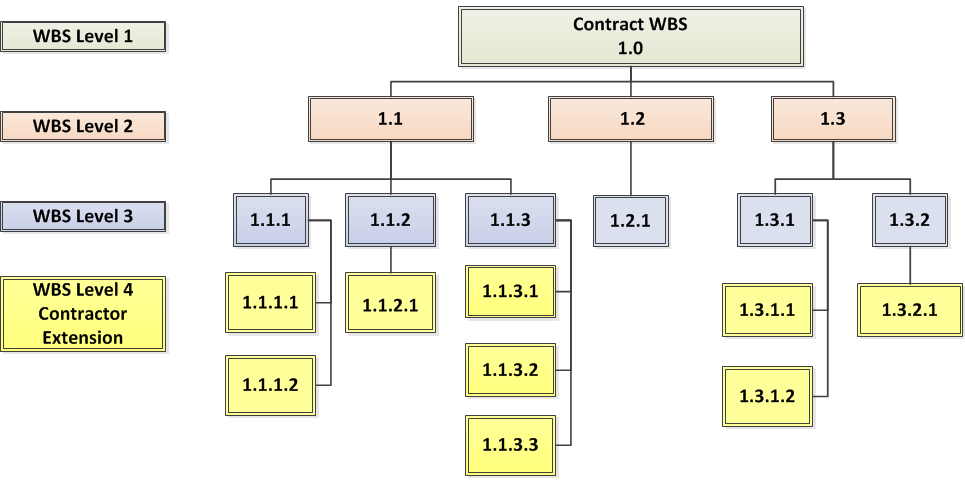 Contract WBS
1.0
WBS Level 1
WBS Level 2
1.1
1.2
1.3
WBS Level 3
1.1.1
1.1.2
1.1.3
1.2.1
1.3.1
1.3.2
WBS Level 4
Contractor
Extension
1.1.1.1
1.1.2.1
1.1.3.1
1.3.1.1
1.3.2.1
1.1.1.2
1.1.3.2
1.3.1.2
1.1.3.3